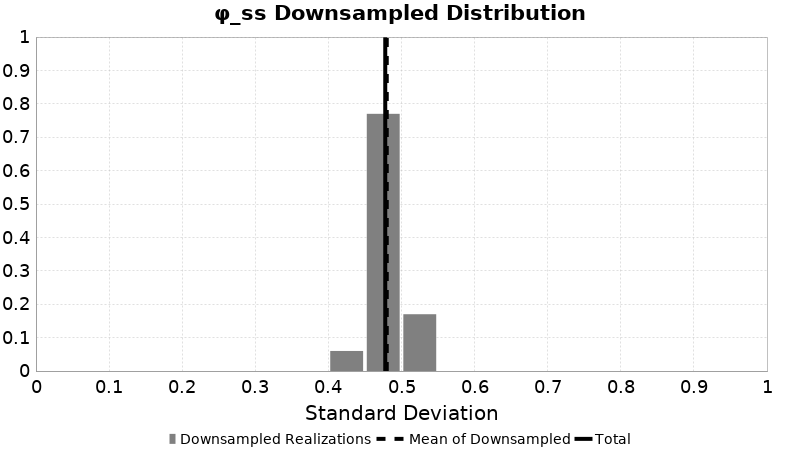 φ_ss Downsampled Distribution
1
0.9
0.8
0.7
0.6
0.5
0.4
0.3
0.2
0.1
0
0 0.1 0.2 0.3 0.4 0.5 0.6 0.7 0.8 0.9 1
Standard Deviation
Downsampled Realizations Mean of Downsampled Total